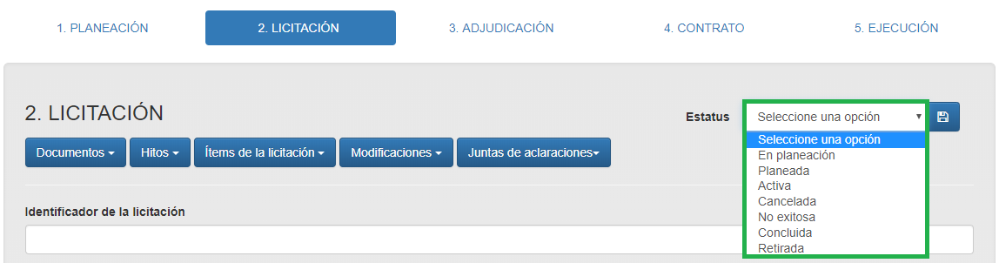 1. PLANEACIÓN 2. LICITACIÓN 3. ADJUDICACIÓN 4. CONTRATO 5. EJECUCIÓN
2. LICITACIÓN
Estatus Seleccione una opción
Seleccione una opción
En planeación
Planeada
Activa
Cancelada
No exitosa
Concluida
Retirada
Documentos Hitos Ítems de la licitación Modificaciones Juntas de aclaraciones
Identificador de la licitación